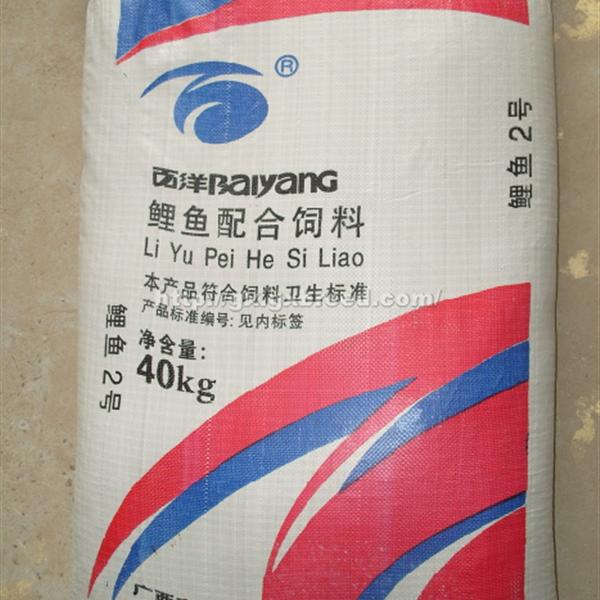 ®
百洋Baiyang
鲤鱼配合饲料
Li Yu Pei He Si Liao
本产品符合饲料卫生标准
产品标准编号: 见内标签
净含量:
40kg
鲤鱼 2号
鲤鱼 2号
广西